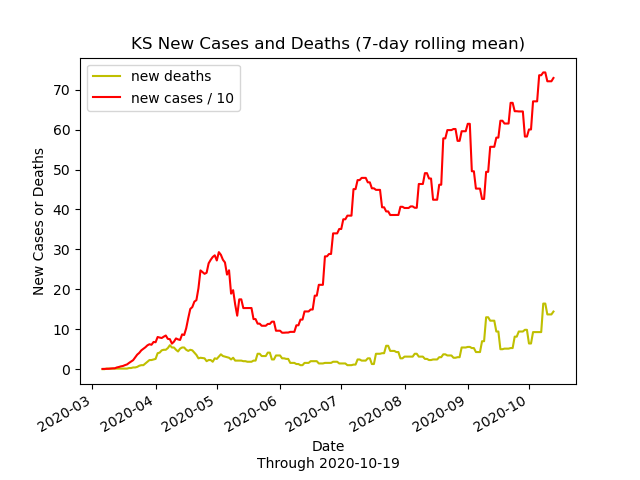 KS New Cases and Deaths (7-day rolling mean)
new deaths
new cases / 10
New Cases or Deaths
70
60
50
40
30
20
10
0
2020-03
2020-04
2020-05
2020-06
2020-07
2020-08
2020-09
2020-10
Date
Through 2020-10-19